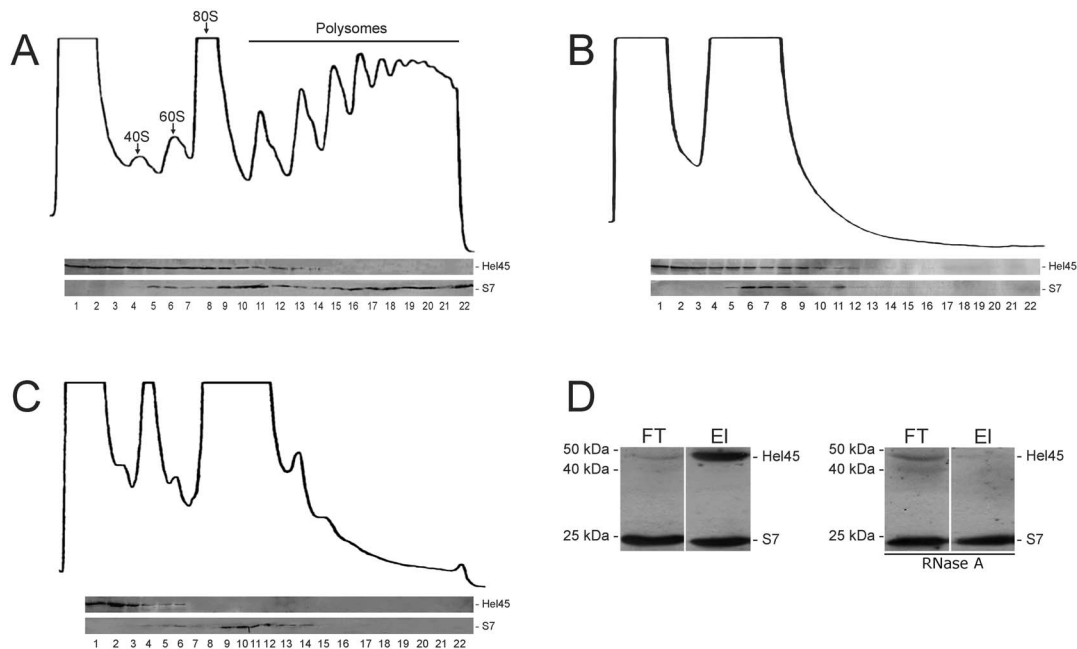 A
80S
Polysomes
60S
40S
- Hel45
- S7
1 2 3 4 5 6 7 8 9 10 11 12 13 14 15 16 17 18 19 20 21 22
B
- Hel45
- S7
1 2 3 4 5 6 7 8 9 10 11 12 13 14 15 16 17 18 19 20 21 22
C
- Hel45
- S7
1 2 3 4 5 6 7 8 9 10 11 12 13 14 15 16 17 18 19 20 21 22
D
FT EI
50 kDa -
- Hel45
40 kDa -
25 kDa -
- S7
FT EI
50 kDa -
- Hel45
40 kDa -
25 kDa -
- S7
RNase A